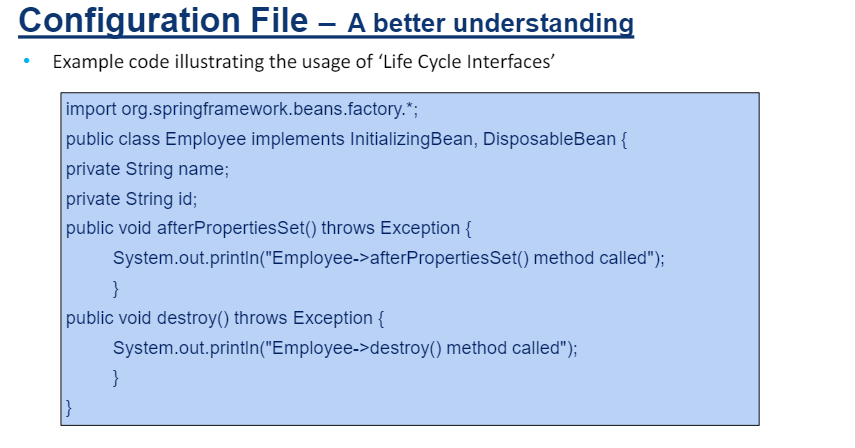 Configuration File – A better understanding
• Example code illustrating the usage of ‘Life Cycle Interfaces’
import org.springframework.beans.factory.*;
public class Employee implements InitializingBean, DisposableBean {
private String name;
private String id;
public void afterPropertiesSet() throws Exception {
System.out.println("Employee->afterPropertiesSet() method called");
}
public void destroy() throws Exception {
System.out.println("Employee->destroy() method called");
}
}